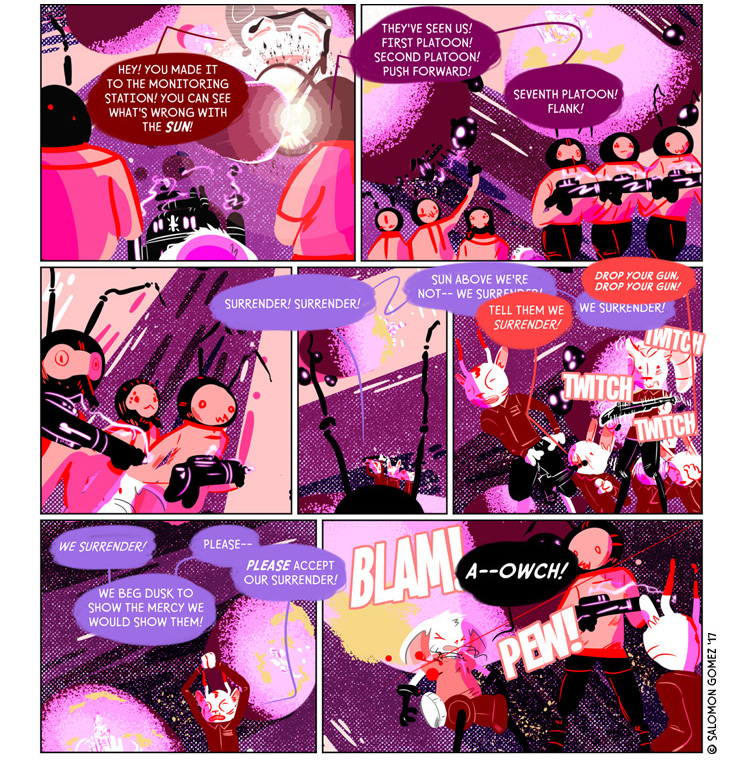 HEY! YOU MADE IT
TO THE MONITORING
STATION! YOU CAN SEE
WHAT'S WRONG WITH
THE SUN!
THEY'VE SEEN US!
FIRST PLATOON!
SECOND PLATOON!
PUSH FORWARD!
SEVENTH PLATOON!
FLANK!
SURRENDER! SURRENDER!
SUN ABOVE WE'RE
NOT-- WE SURRENDER!
TELL THEM WE
SURRENDER!
DROP YOUR GUN,
DROP YOUR GUN!
WE SURRENDER!
TWITCH
TWITCH
TWITCH
WE SURRENDER!
WE BEG DUSK TO
SHOW THE MERCY WE
WOULD SHOW THEM!
PLEASE--
PLEASE ACCEPT
OUR SURRENDER!
BLAM!
A--OWCH!
PEW!
© SALOMON GOMEZ '17